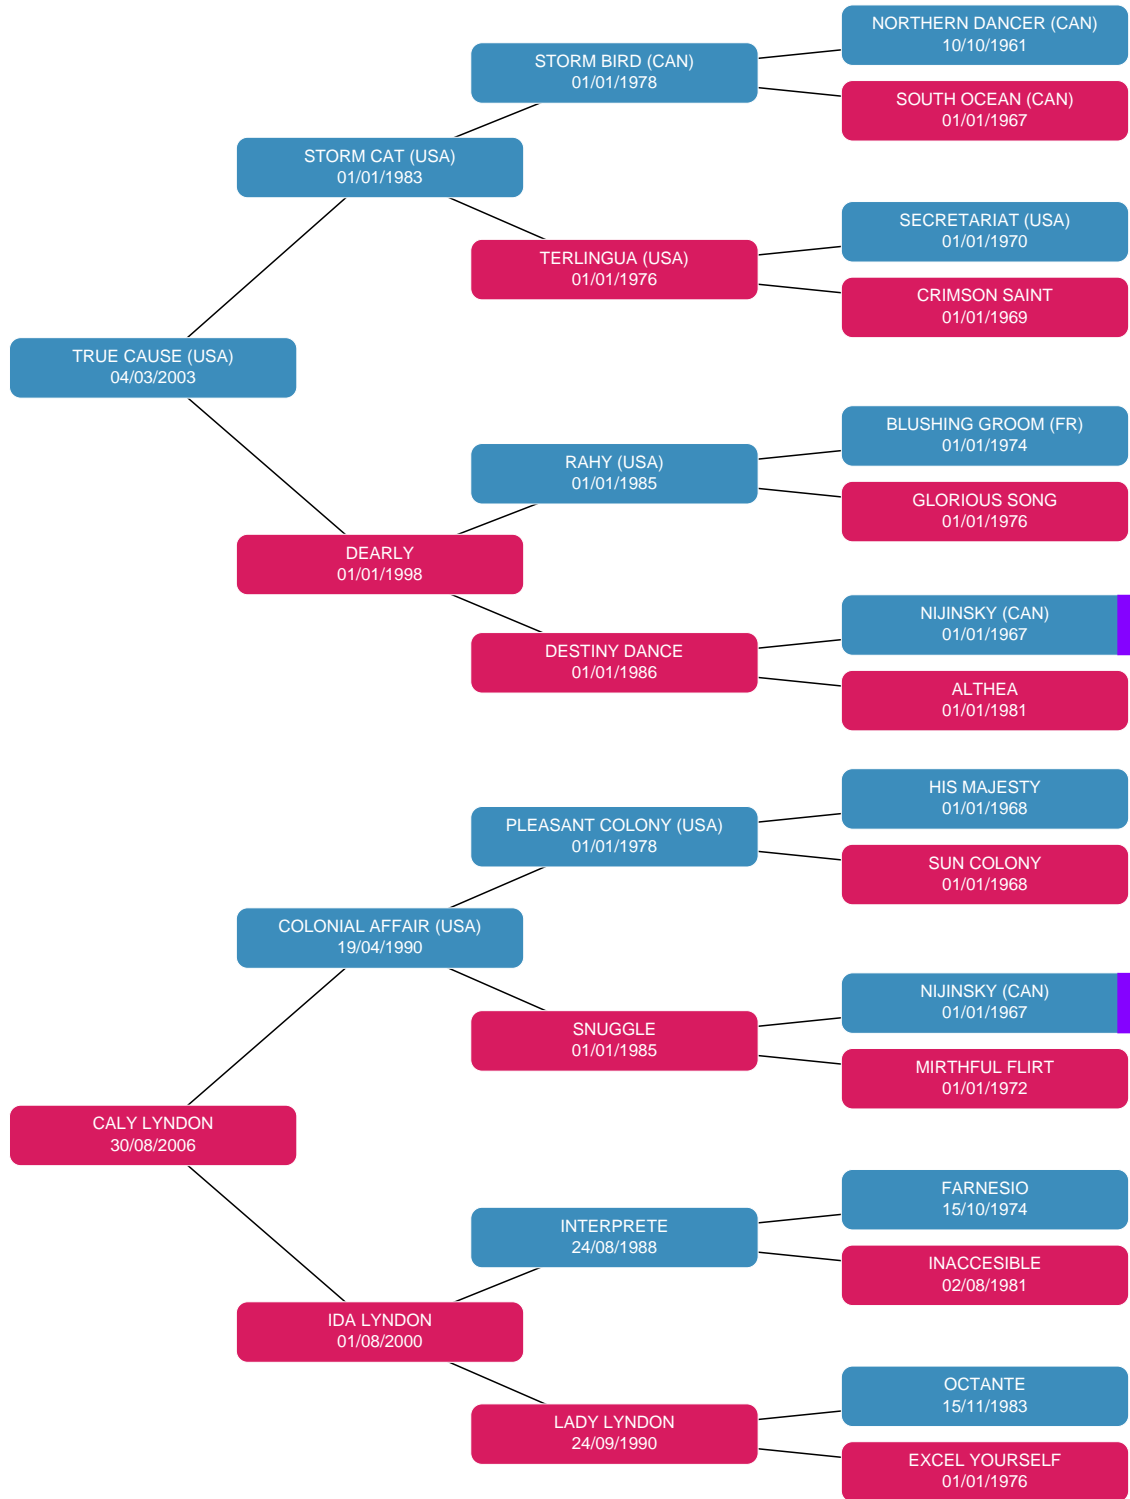 NORTHERN DANCER (CAN)
10/10/1961
STORM BIRD (CAN)
01/01/1978
SOUTH OCEAN (CAN)
01/01/1967
STORM CAT (USA)
01/01/1983
SECRETARIAT (USA)
01/01/1970
TERLINGUA (USA)
01/01/1976
CRIMSON SAINT
01/01/1969
TRUE CAUSE (USA)
04/03/2003
BLUSHING GROOM (FR)
01/01/1974
RAHY (USA)
01/01/1985
GLORIOUS SONG
01/01/1976
DEARLY
01/01/1998
NIJINSKY (CAN)
01/01/1967
DESTINY DANCE
01/01/1986
ALTHEA
01/01/1981
HIS MAJESTY
01/01/1968
PLEASANT COLONY (USA)
01/01/1978
SUN COLONY
01/01/1968
COLONIAL AFFAIR (USA)
19/04/1990
NIJINSKY (CAN)
01/01/1967
SNUGGLE
01/01/1985
MIRTHFUL FLIRT
01/01/1972
CALY LYNDON
30/08/2006
FARNESIO
15/10/1974
INTERPRETE
24/08/1988
INACCESIBLE
02/08/1981
IDA LYNDON
01/08/2000
OCTANTE
15/11/1983
LADY LYNDON
24/09/1990
EXCEL YOURSELF
01/01/1976